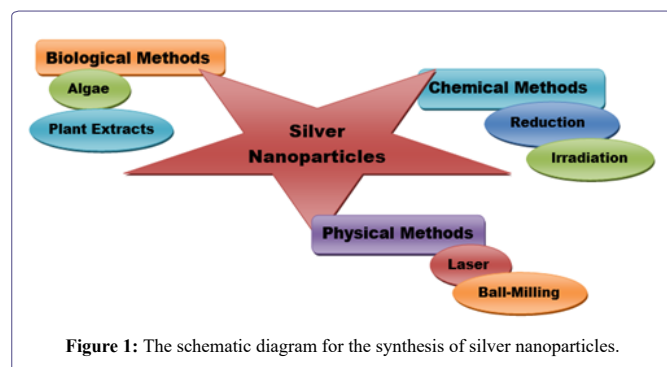 Biological Methods
Algae
Plant Extracts
Silver
Nanoparticles
Chemical Methods
Reduction
Irradiation
Physical Methods
Laser
Ball-Milling
Figure 1: The schematic diagram for the synthesis of silver nanoparticles.